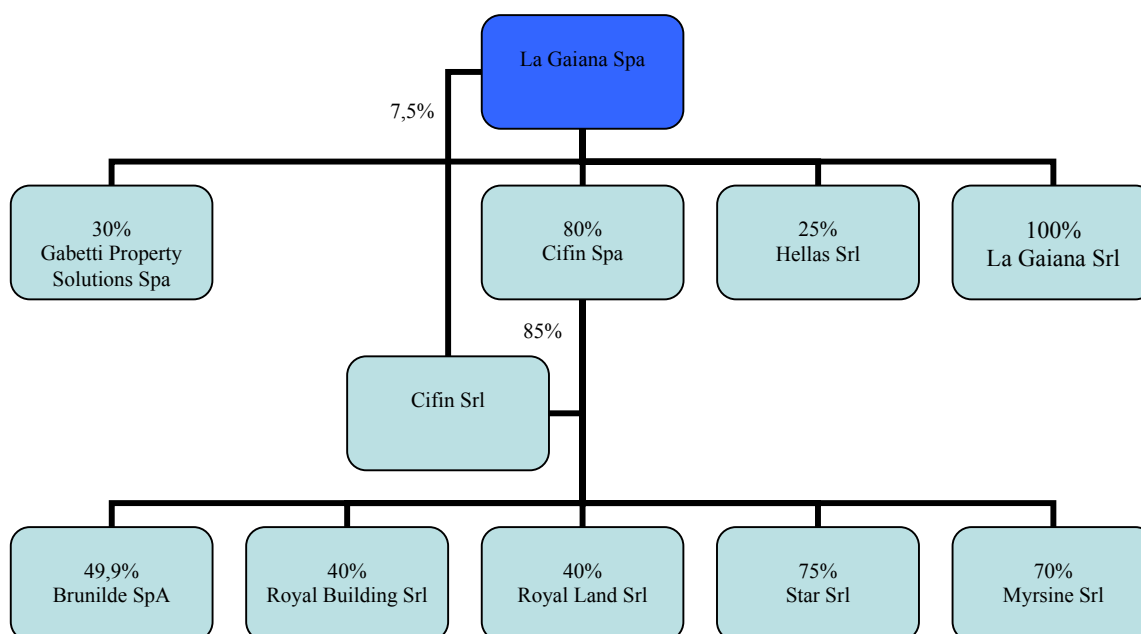 La Gaiana Spa
7,5%
30%
Gabetti Property
Solutions Spa
80%
Cifin Spa
25%
Hellas Srl
100%
La Gaiana Srl
85%
Cifin Srl
49,9%
Brunilde SpA
40%
Royal Building Srl
40%
Royal Land Srl
75%
Star Srl
70%
Myrsine Srl